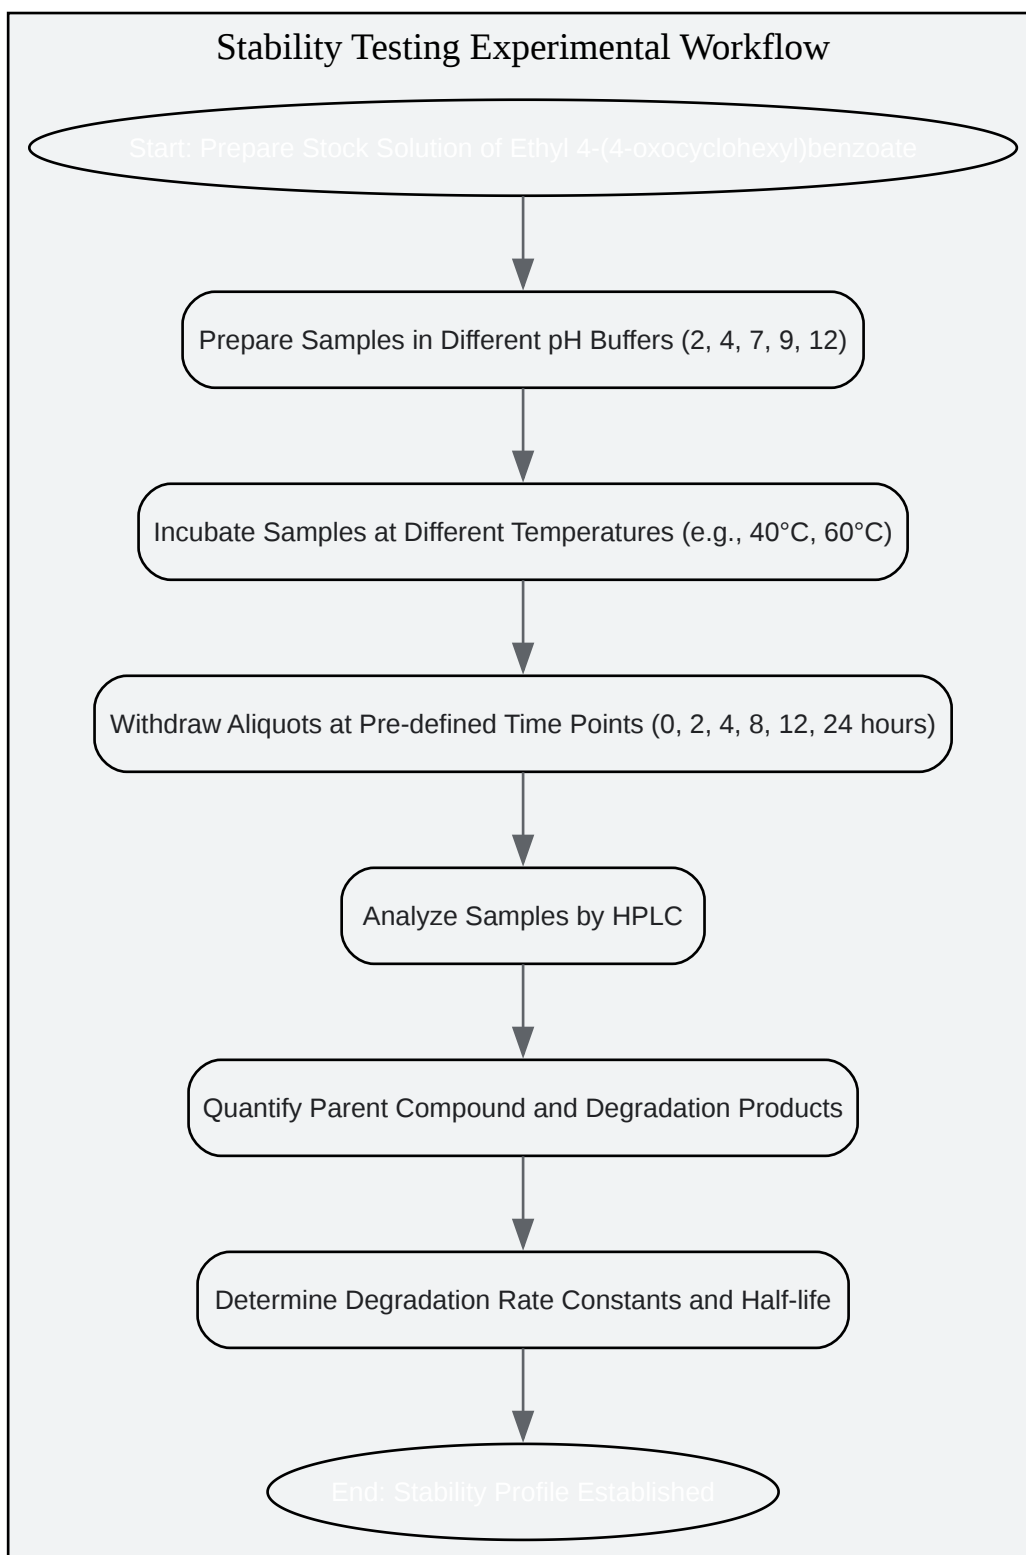 Stability Testing Experimental Workflow
Start: Prepare Stock Solution of Ethyl 4-(4-oxocyclohexyl)benzoate
Prepare Samples in Different pH Buffers (2, 4, 7, 9, 12)
Incubate Samples at Different Temperatures (e.g., 40°C, 60°C)
Withdraw Aliquots at Pre-defined Time Points (0, 2, 4, 8, 12, 24 hours)
Analyze Samples by HPLC
Quantify Parent Compound and Degradation Products
Determine Degradation Rate Constants and Half-life
End: Stability Profile Established